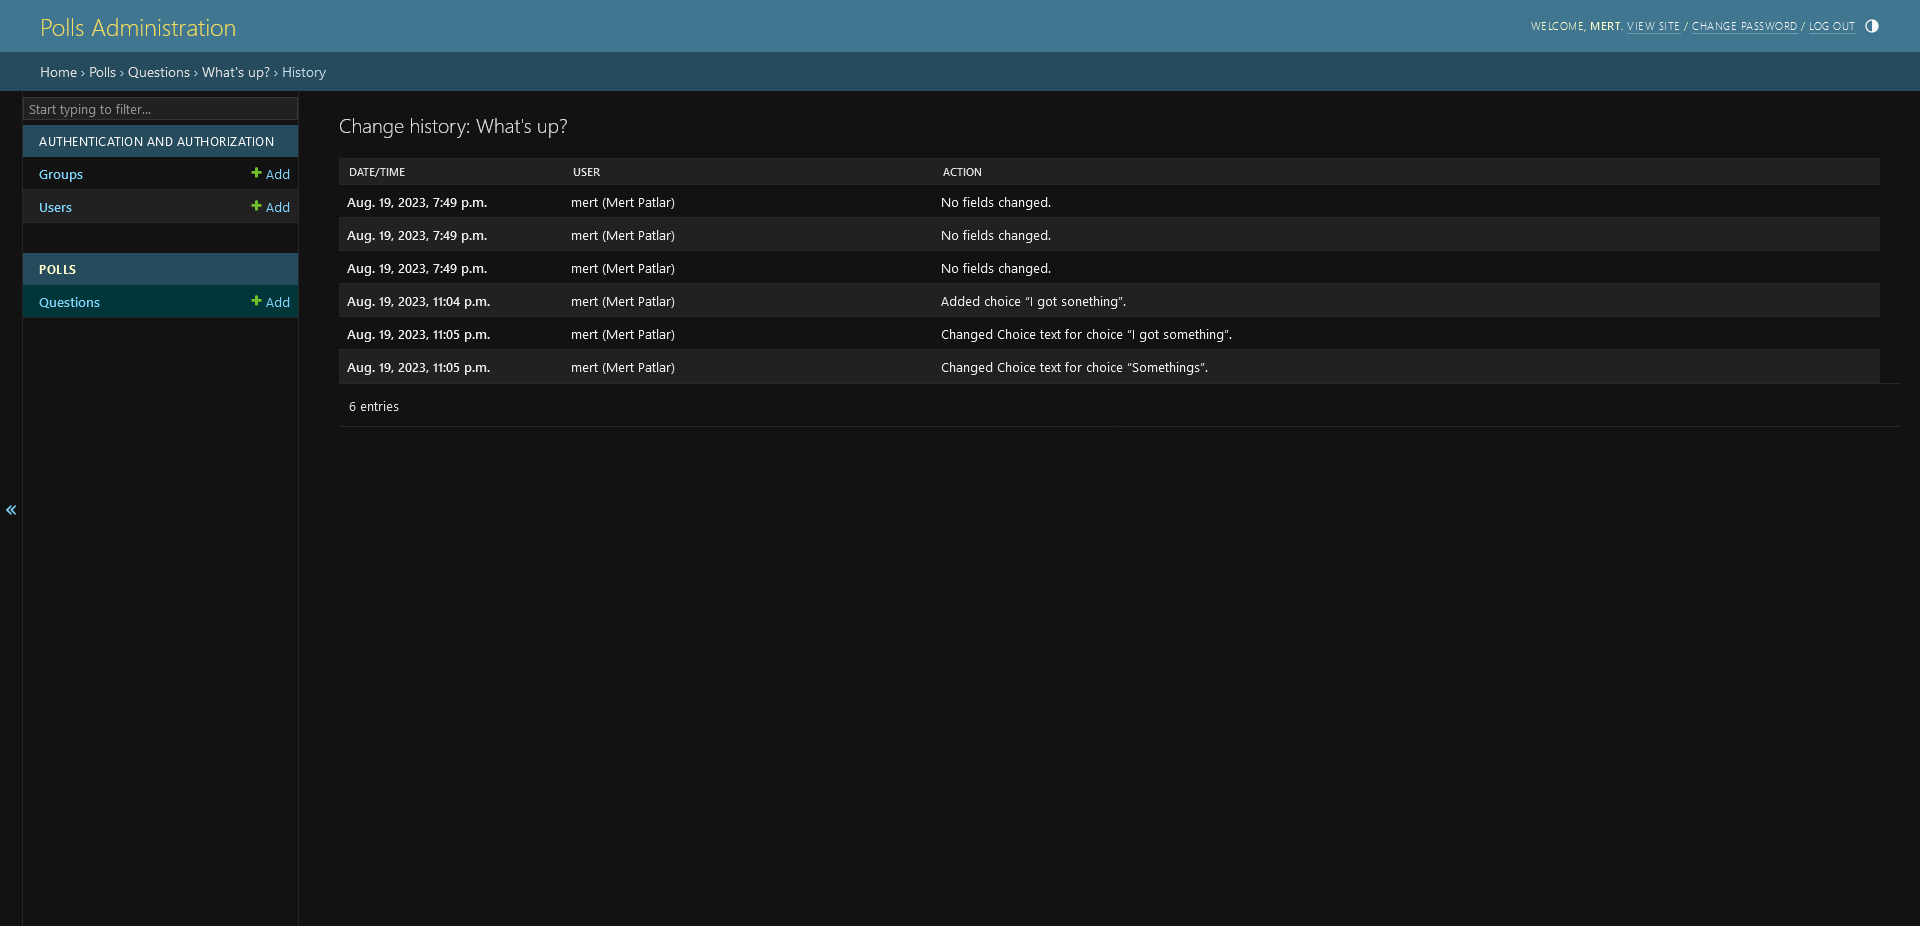 Polls Administration
WELCOME, MERT. VIEW SITE / CHANGE PASSWORD / LOG OUT
Home › Polls › Questions › What's up? › History
Start typing to filter...
AUTHENTICATION AND AUTHORIZATION
Groups + Add
Users + Add
POLLS
Questions + Add
«
Change history: What's up?
DATE/TIME USER ACTION
Aug. 19, 2023, 7:49 p.m. mert (Mert Patlar) No fields changed.
Aug. 19, 2023, 7:49 p.m. mert (Mert Patlar) No fields changed.
Aug. 19, 2023, 7:49 p.m. mert (Mert Patlar) No fields changed.
Aug. 19, 2023, 11:04 p.m. mert (Mert Patlar) Added choice “I got sonething”.
Aug. 19, 2023, 11:05 p.m. mert (Mert Patlar) Changed Choice text for choice “I got something”.
Aug. 19, 2023, 11:05 p.m. mert (Mert Patlar) Changed Choice text for choice “Somethings”.
6 entries